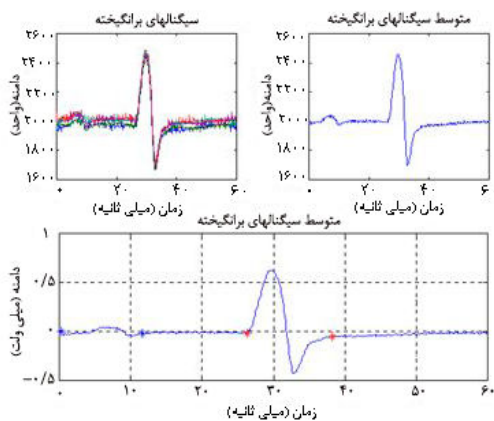 سیگنالهای برانگیخته
دامنه(واحد)
۲۶۰۰
۲۴۰۰
۲۲۰۰
۲۰۰۰
۱۸۰۰
۱۶۰۰
۰ ۲۰ ۴۰ ۶۰
زمان (میلی ثانیه)
متوسط سیگنالهای برانگیخته
دامنه(واحد)
۲۶۰۰
۲۴۰۰
۲۲۰۰
۲۰۰۰
۱۸۰۰
۱۶۰۰
۰ ۲۰ ۴۰ ۶۰
زمان (میلی ثانیه)
متوسط سیگنالهای برانگیخته
دامنه (میلی ولت)
۱
۰/۵
۰
−۰/۵
۰ ۱۰ ۲۰ ۳۰ ۴۰ ۵۰ ۶۰
زمان (میلی ثانیه)